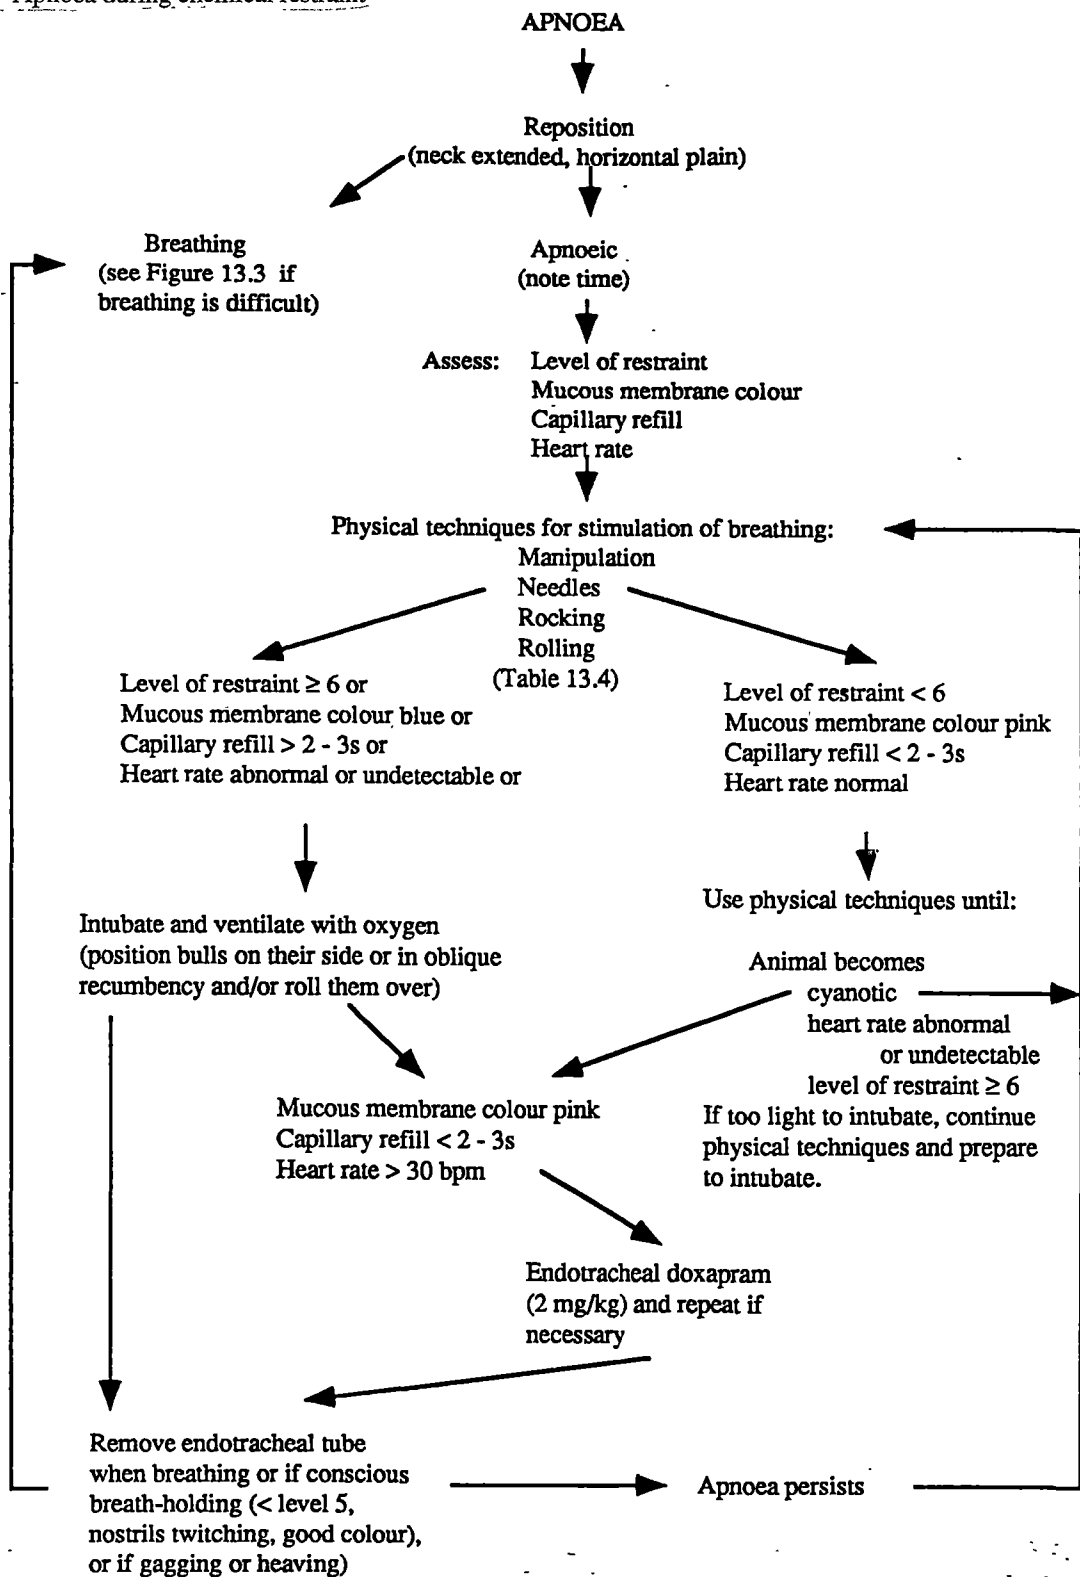 Apnoea during chemical restraint
APNOEA
Reposition
(neck extended, horizontal plain)
Breathing
(see Figure 13.3 if
breathing is difficult)
Apnoeic
(note time)
Assess: Level of restraint
Mucous membrane colour
Capillary refill
Heart rate
Physical techniques for stimulation of breathing:
Manipulation
Needles
Rocking
Rolling
(Table 13.4)
Level of restraint ≥ 6 or
Mucous membrane colour blue or
Capillary refill > 2 - 3s or
Heart rate abnormal or undetectable or
Level of restraint < 6
Mucous membrane colour pink
Capillary refill < 2 - 3s
Heart rate normal
Intubate and ventilate with oxygen
(position bulls on their side or in oblique
recumbency and/or roll them over)
Use physical techniques until:
Animal becomes
cyanotic
heart rate abnormal
or undetectable
level of restraint ≥ 6
If too light to intubate, continue
physical techniques and prepare
to intubate.
Mucous membrane colour pink
Capillary refill < 2 - 3s
Heart rate > 30 bpm
Endotracheal doxapram
(2 mg/kg) and repeat if
necessary
Remove endotracheal tube
when breathing or if conscious
breath-holding (< level 5,
nostrils twitching, good colour),
or if gagging or heaving)
Apnoea persists